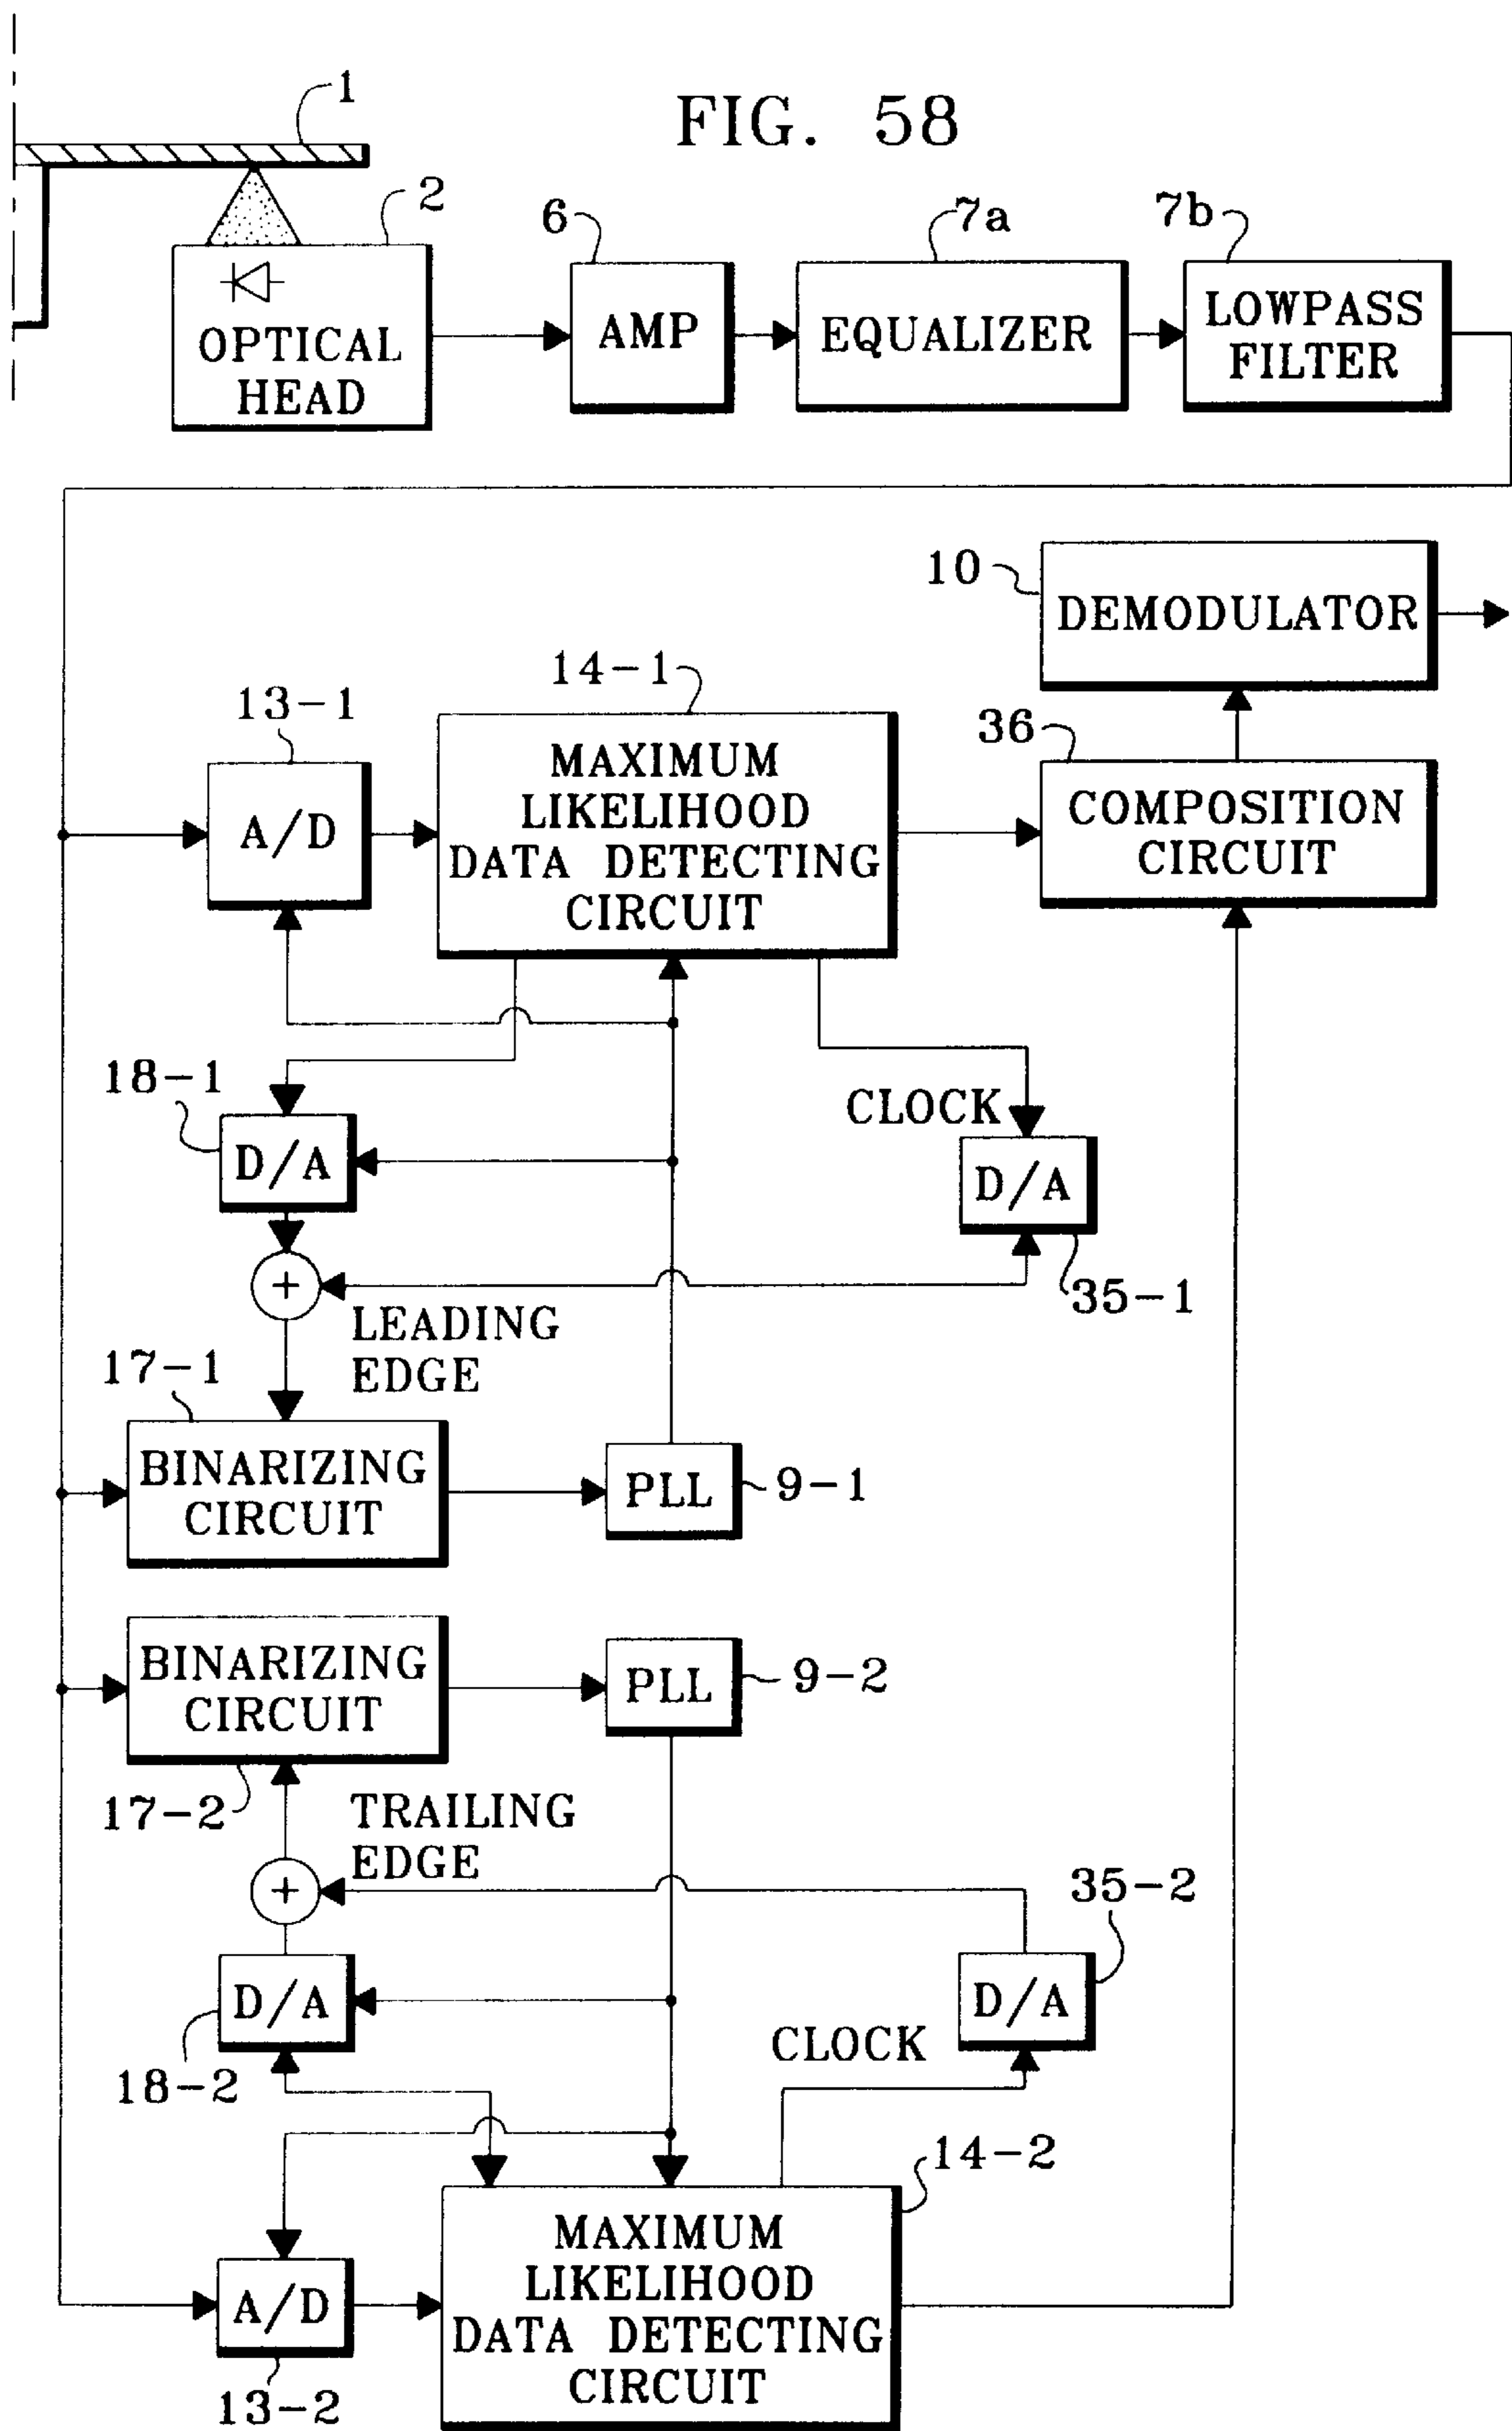 FIG. 58
1
2
OPTICAL
HEAD
6
AMP
7a
EQUALIZER
7b
LOWPASS
FILTER
10
DEMODULATOR
14-1
13-1
36
A/D
MAXIMUM
LIKELIHOOD
DATA DETECTING
CIRCUIT
COMPOSITION
CIRCUIT
18-1
D/A
CLOCK
D/A
35-1
+
LEADING
EDGE
17-1
BINARIZING
CIRCUIT
PLL
9-1
BINARIZING
CIRCUIT
PLL
9-2
17-2
TRAILING
EDGE
+
35-2
D/A
D/A
18-2
CLOCK
14-2
A/D
13-2
MAXIMUM
LIKELIHOOD
DATA DETECTING
CIRCUIT